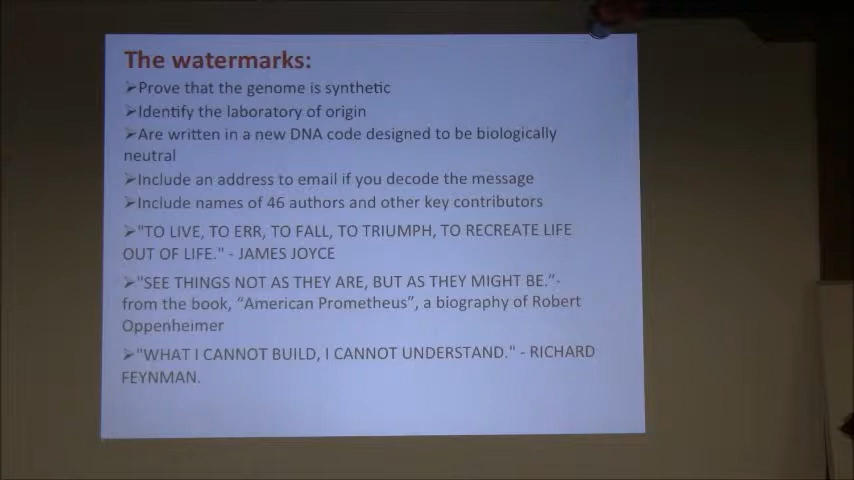 The watermarks:
➢Prove that the genome is synthetic
➢Identify the laboratory of origin
➢Are written in a new DNA code designed to be biologically
neutral
➢Include an address to email if you decode the message
➢Include names of 46 authors and other key contributors
➢"TO LIVE, TO ERR, TO FALL, TO TRIUMPH, TO RECREATE LIFE
OUT OF LIFE." - JAMES JOYCE
➢"SEE THINGS NOT AS THEY ARE, BUT AS THEY MIGHT BE.”-
from the book, “American Prometheus”, a biography of Robert
Oppenheimer
➢"WHAT I CANNOT BUILD, I CANNOT UNDERSTAND." - RICHARD
FEYNMAN.